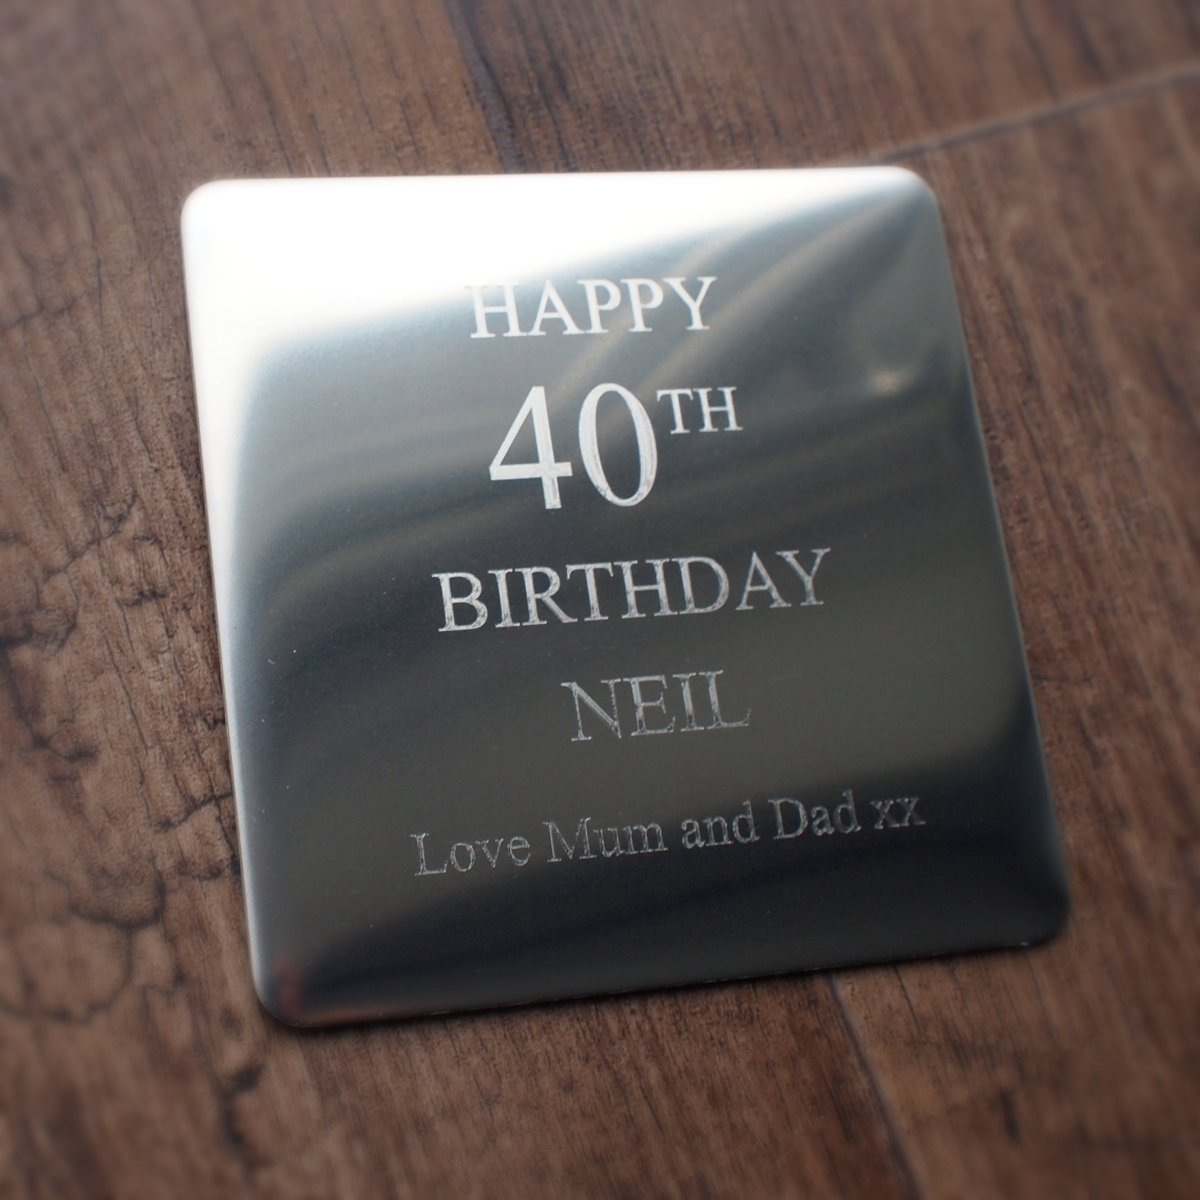 HAPPY
40TH
BIRTHDAY
NEIL
Love Mum and Dad xx